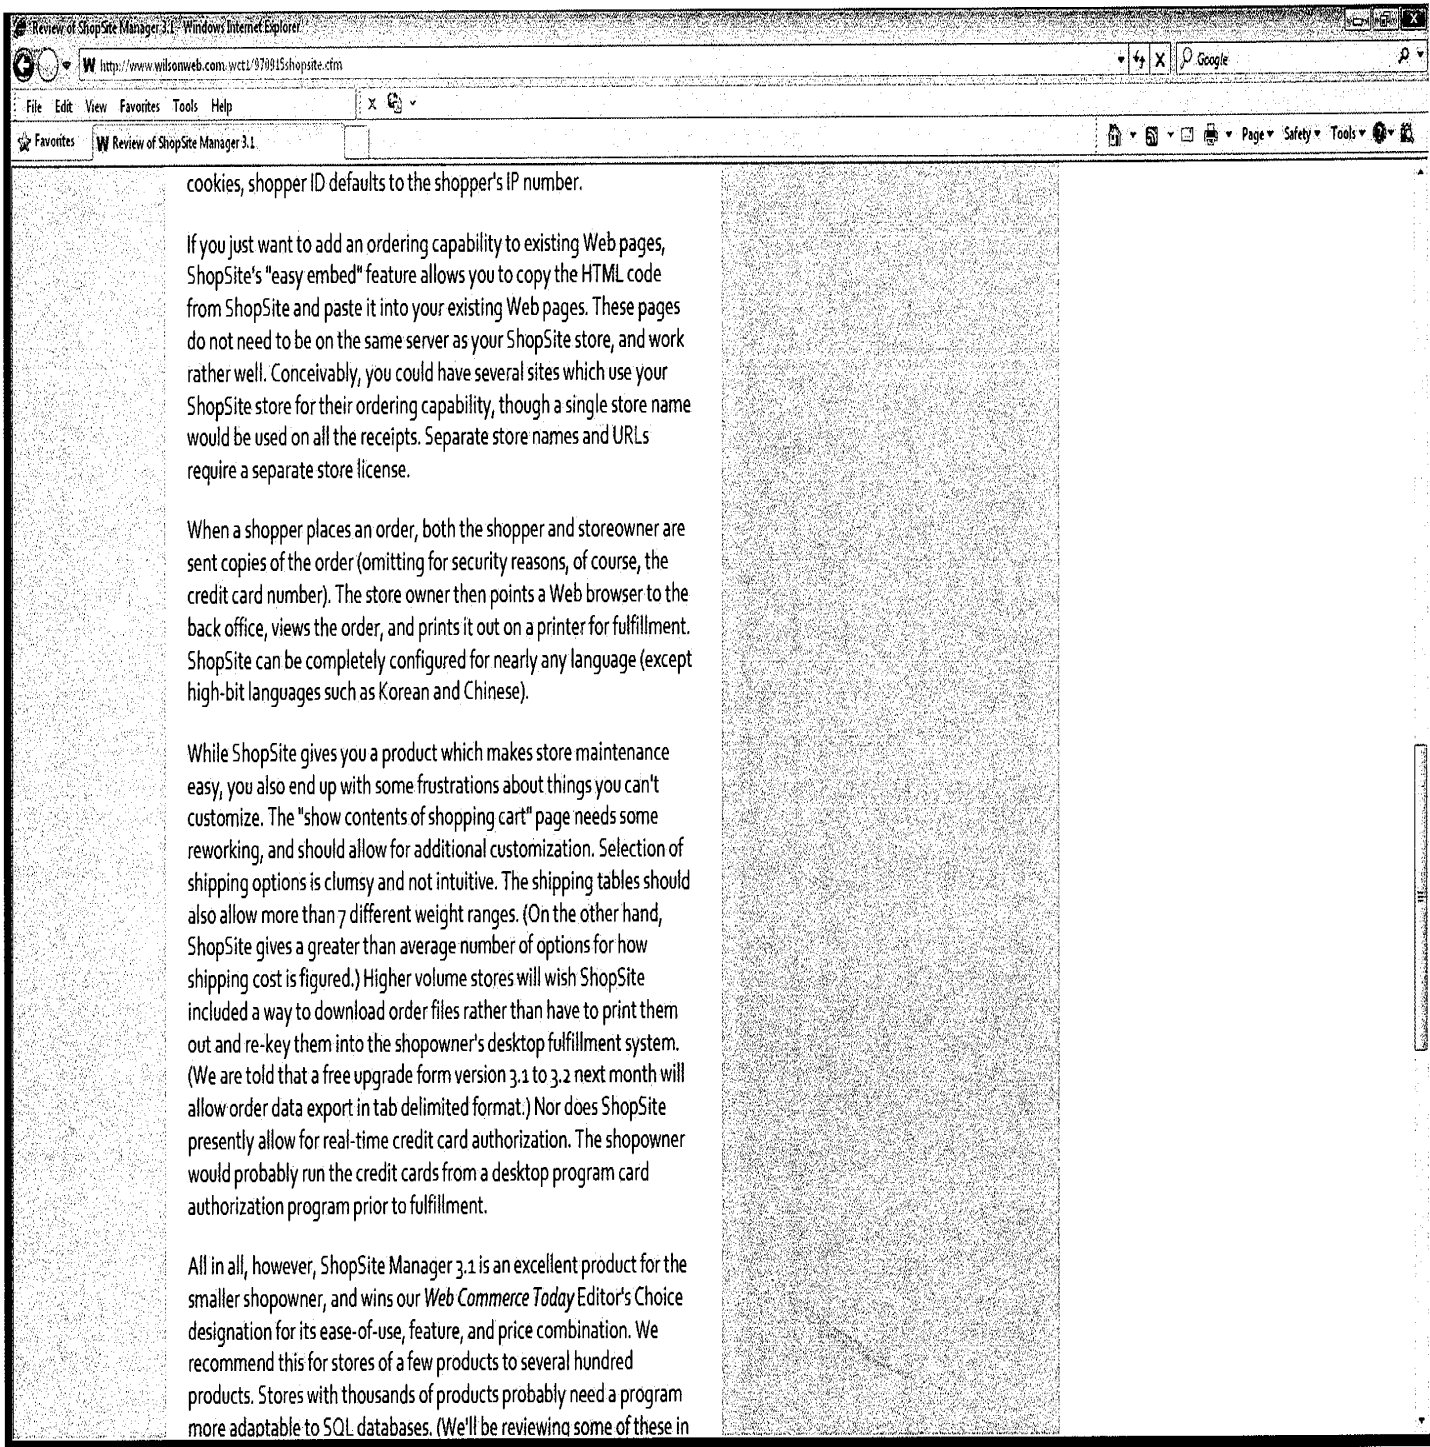 Review of ShopSite Manager 3.1 - Windows Internet Explorer
W http://www.wilsonweb.com/wct1/970915shopsite.cfm
Google
File Edit View Favorites Tools Help
x
Favorites
W Review of ShopSite Manager 3.1
Page Safety Tools
cookies, shopper ID defaults to the shopper's IP number.
If you just want to add an ordering capability to existing Web pages,
ShopSite's "easy embed" feature allows you to copy the HTML code
from ShopSite and paste it into your existing Web pages. These pages
do not need to be on the same server as your ShopSite store, and work
rather well. Conceivably, you could have several sites which use your
ShopSite store for their ordering capability, though a single store name
would be used on all the receipts. Separate store names and URLs
require a separate store license.
When a shopper places an order, both the shopper and storeowner are
sent copies of the order (omitting for security reasons, of course, the
credit card number). The store owner then points a Web browser to the
back office, views the order, and prints it out on a printer for fulfillment.
ShopSite can be completely configured for nearly any language (except
high-bit languages such as Korean and Chinese).
While ShopSite gives you a product which makes store maintenance
easy, you also end up with some frustrations about things you can't
customize. The "show contents of shopping cart" page needs some
reworking, and should allow for additional customization. Selection of
shipping options is clumsy and not intuitive. The shipping tables should
also allow more than 7 different weight ranges. (On the other hand,
ShopSite gives a greater than average number of options for how
shipping cost is figured.) Higher volume stores will wish ShopSite
included a way to download order files rather than have to print them
out and re-key them into the shopowner's desktop fulfillment system.
(We are told that a free upgrade form version 3.1 to 3.2 next month will
allow order data export in tab delimited format.) Nor does ShopSite
presently allow for real-time credit card authorization. The shopowner
would probably run the credit cards from a desktop program card
authorization program prior to fulfillment.
All in all, however, ShopSite Manager 3.1 is an excellent product for the
smaller shopowner, and wins our Web Commerce Today Editor's Choice
designation for its ease-of-use, feature, and price combination. We
recommend this for stores of a few products to several hundred
products. Stores with thousands of products probably need a program
more adaptable to SQL databases. (We'll be reviewing some of these in